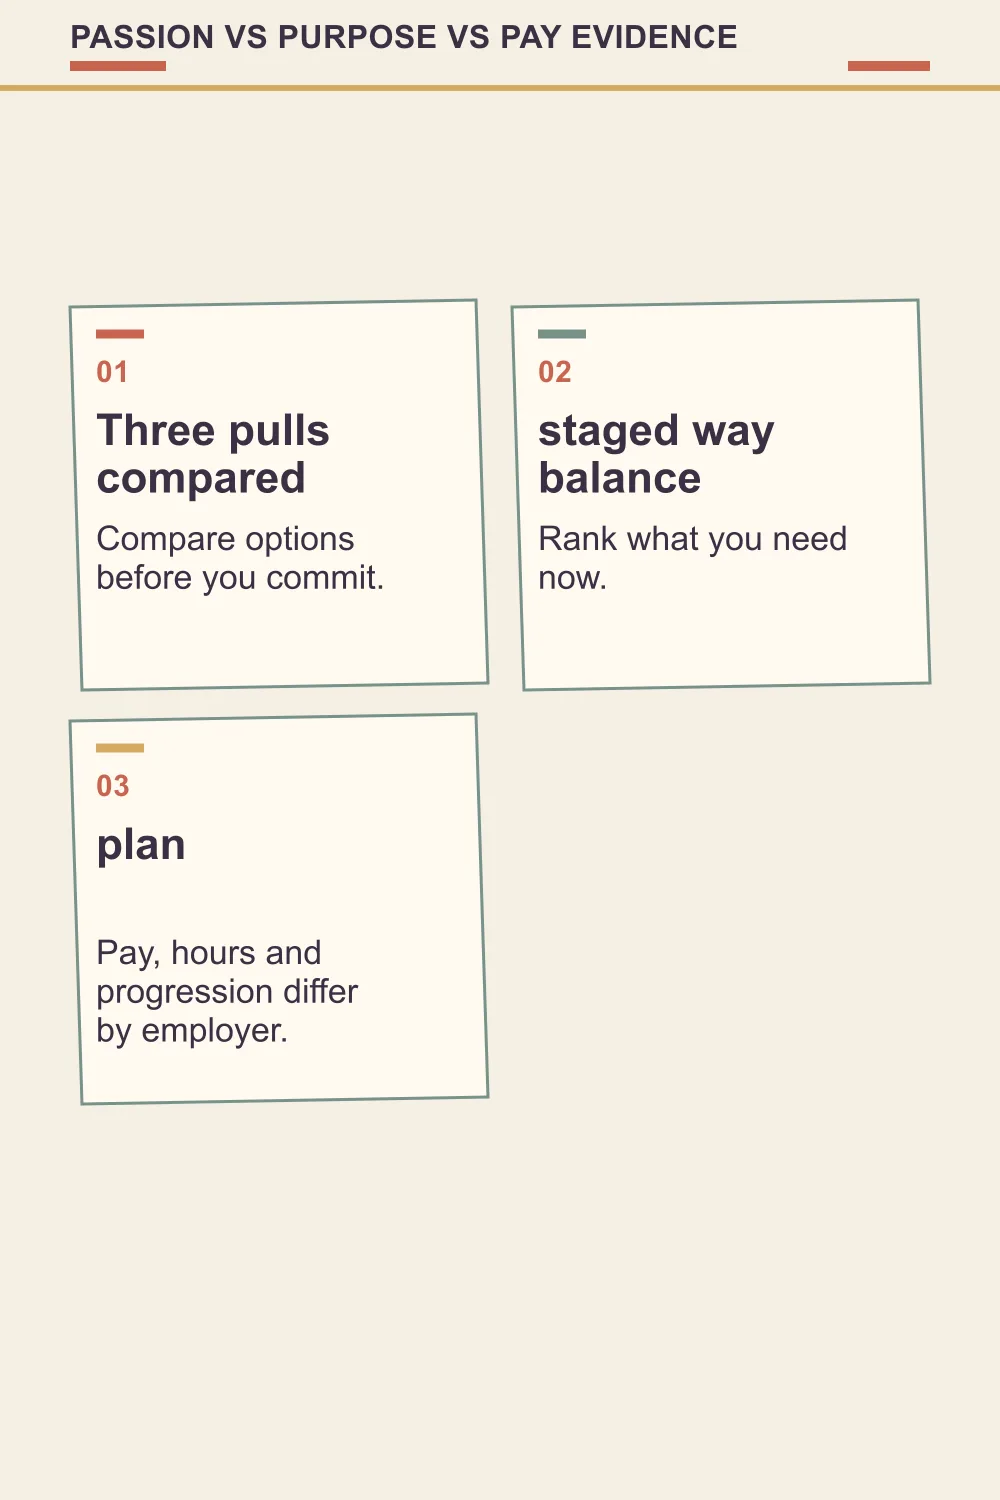 PASSION VS PURPOSE VS PAY EVIDENCE
01
Three pulls
compared
Compare options
before you commit.
02
staged way
balance
Rank what you need
now.
03
plan
Pay, hours and
progression differ
by employer.